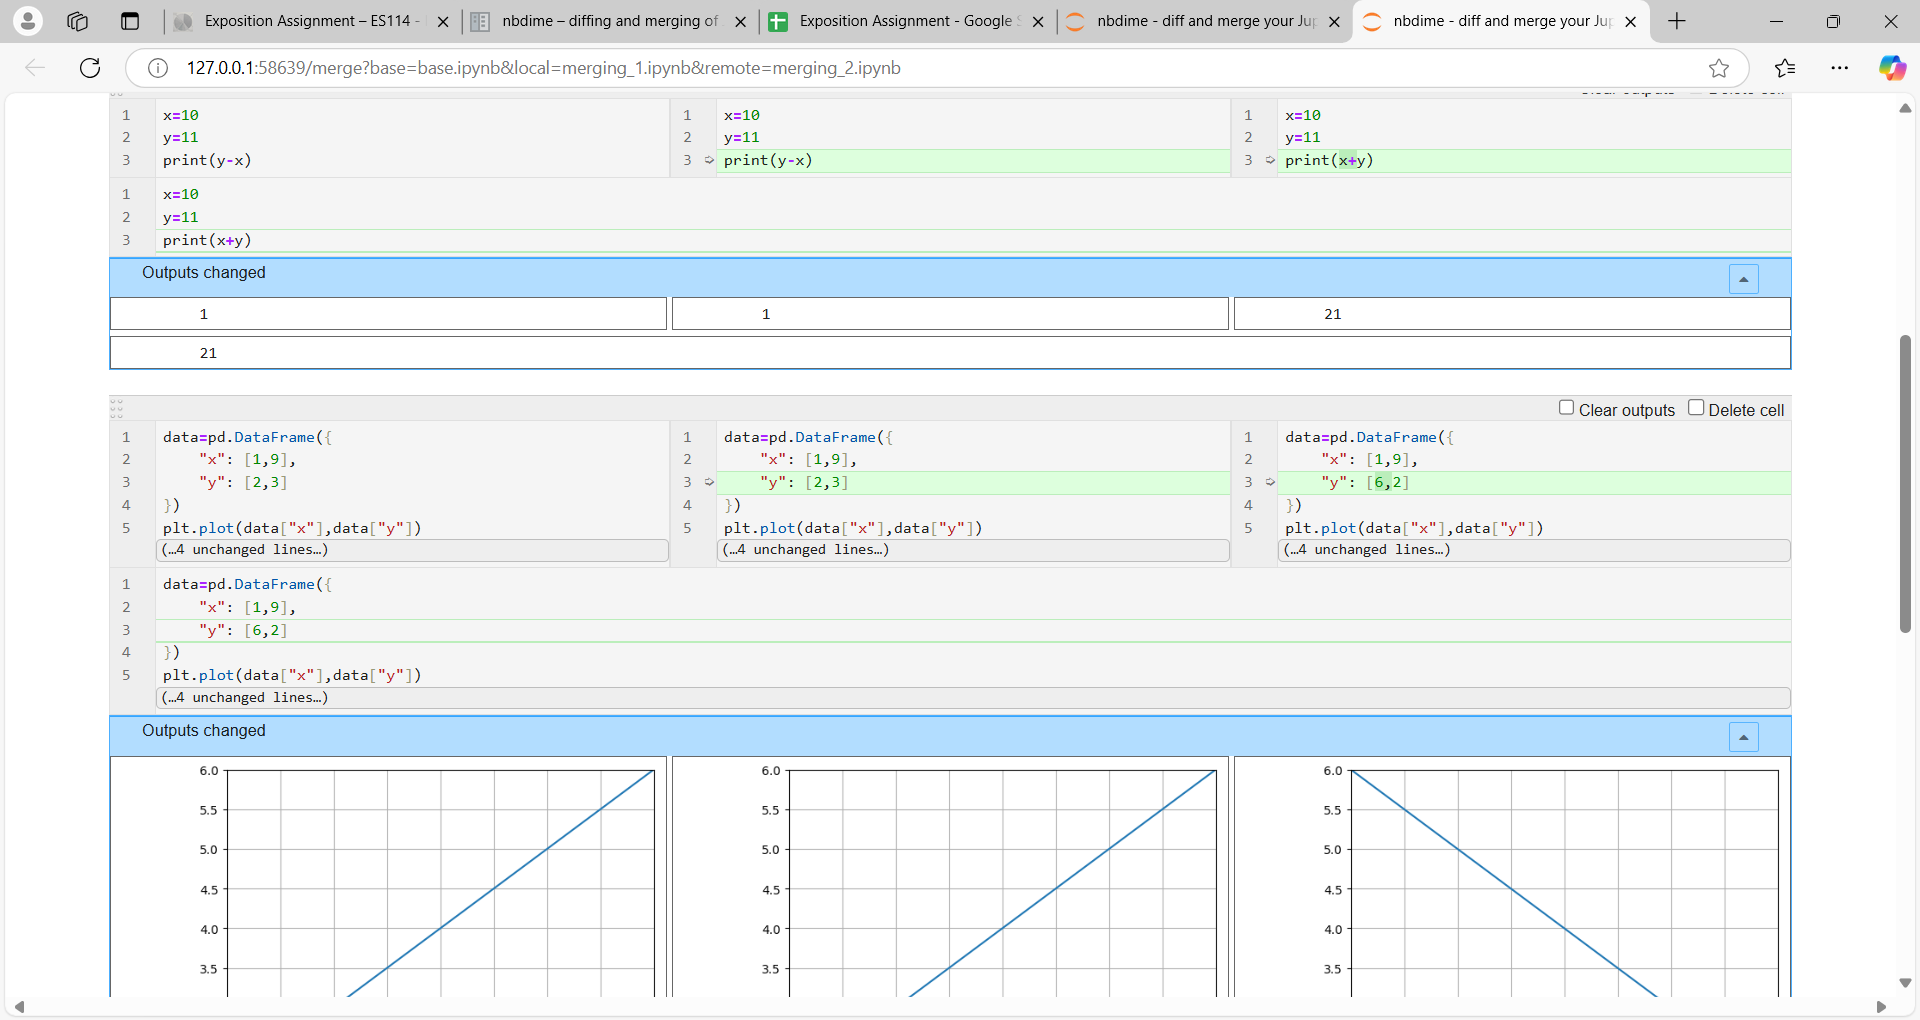 Exposition Assignment – ES114 -
nbdime – diffing and merging of
Exposition Assignment - Google S
nbdime - diff and merge your Jup
nbdime - diff and merge your Jup
127.0.0.1:58639/merge?base=base.ipynb&local=merging_1.ipynb&remote=merging_2.ipynb
1 x=10
2 y=11
3 print(y-x)
1 x=10
2 y=11
3 print(y-x)
1 x=10
2 y=11
3 print(x+y)
1 x=10
2 y=11
3 print(x+y)
Outputs changed
1
1
21
21
Clear outputs
Delete cell
1 data=pd.DataFrame({
2 "x": [1,9],
3 "y": [2,3]
4 })
5 plt.plot(data["x"],data["y"])
(…4 unchanged lines…)
1 data=pd.DataFrame({
2 "x": [1,9],
3 "y": [2,3]
4 })
5 plt.plot(data["x"],data["y"])
(…4 unchanged lines…)
1 data=pd.DataFrame({
2 "x": [1,9],
3 "y": [6,2]
4 })
5 plt.plot(data["x"],data["y"])
(…4 unchanged lines…)
1 data=pd.DataFrame({
2 "x": [1,9],
3 "y": [6,2]
4 })
5 plt.plot(data["x"],data["y"])
(…4 unchanged lines…)
Outputs changed
6.0
5.5
5.0
4.5
4.0
3.5
6.0
5.5
5.0
4.5
4.0
3.5
6.0
5.5
5.0
4.5
4.0
3.5